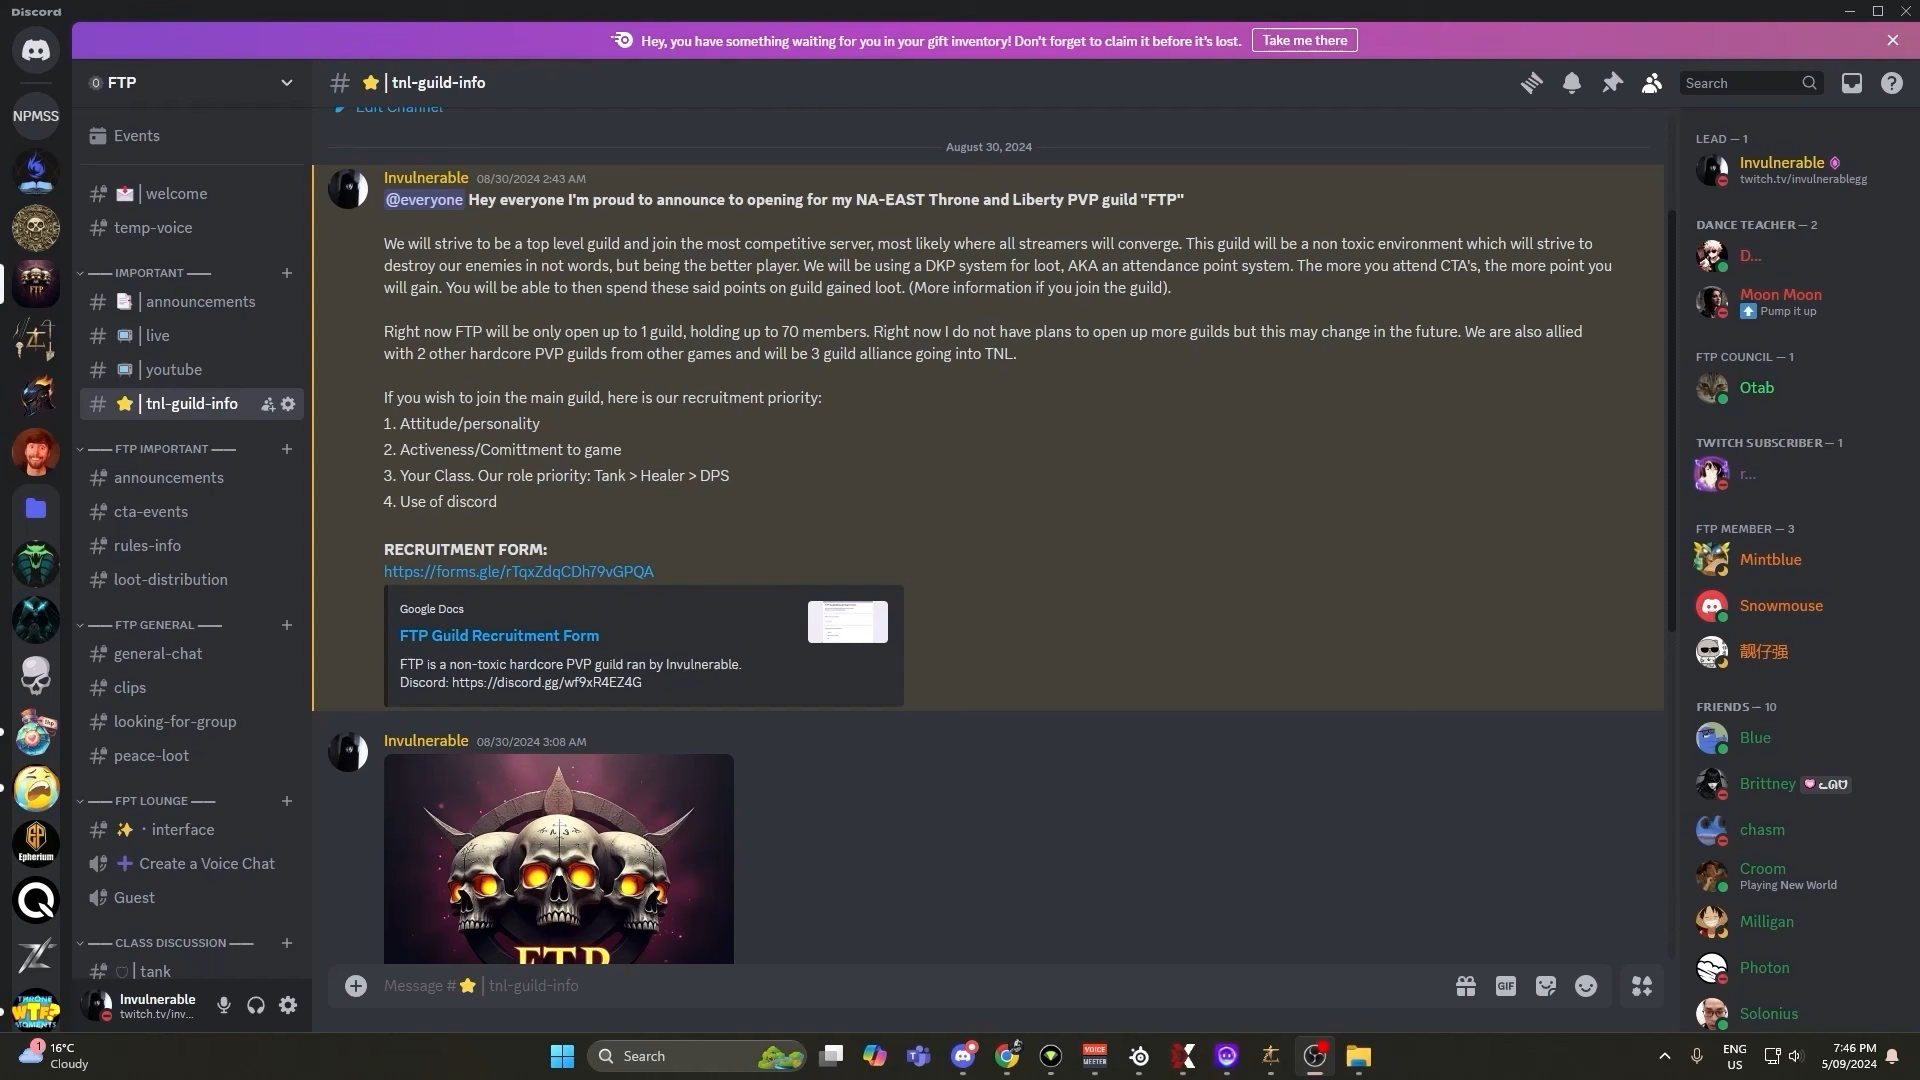 Discord
Hey, you have something waiting for you in your gift inventory! Don't forget to claim it before it's lost.
Take me there
FTP
tnl-guild-info
Search
NPMSS
Events
welcome
temp-voice
IMPORTANT
announcements
live
youtube
tnl-guild-info
FTP IMPORTANT
announcements
cta-events
rules-info
loot-distribution
FTP GENERAL
general-chat
clips
looking-for-group
peace-loot
FPT LOUNGE
interface
Create a Voice Chat
Guest
CLASS DISCUSSION
tank
Invulnerable
twitch.tv/inv...
FTP
Epherium
THRONE
WTF?
MOMENTS
Edit Channel
August 30, 2024
Invulnerable 08/30/2024 2:43 AM
@everyone Hey everyone I'm proud to announce to opening for my NA-EAST Throne and Liberty PVP guild "FTP"
We will strive to be a top level guild and join the most competitive server, most likely where all streamers will converge. This guild will be a non toxic environment which will strive to
destroy our enemies in not words, but being the better player. We will be using a DKP system for loot, AKA an attendance point system. The more you attend CTA's, the more point you
will gain. You will be able to then spend these said points on guild gained loot. (More information if you join the guild).
Right now FTP will be only open up to 1 guild, holding up to 70 members. Right now I do not have plans to open up more guilds but this may change in the future. We are also allied
with 2 other hardcore PVP guilds from other games and will be 3 guild alliance going into TNL.
If you wish to join the main guild, here is our recruitment priority:
1. Attitude/personality
2. Activeness/Comittment to game
3. Your Class. Our role priority: Tank > Healer > DPS
4. Use of discord
RECRUITMENT FORM:
https://forms.gle/rTqxZdqCDh79vGPQA
Google Docs
FTP Guild Recruitment Form
FTP is a non-toxic hardcore PVP guild ran by Invulnerable.
Discord: https://discord.gg/wf9xR4EZ4G
Invulnerable 08/30/2024 3:08 AM
FTP
Message # ⭐ | tnl-guild-info
GIF
LEAD — 1
Invulnerable
twitch.tv/invulnerablegg
DANCE TEACHER — 2
D...
Moon Moon
Pump it up
FTP COUNCIL — 1
Otab
TWITCH SUBSCRIBER — 1
r...
FTP MEMBER — 3
Mintblue
Snowmouse
靓仔强
FRIENDS — 10
Blue
Brittney
chasm
Croom
Playing New World
Milligan
Photon
Solonius
1
16°C
Cloudy
Search
VOICE
MEETER
ENG
US
7:46 PM
5/09/2024